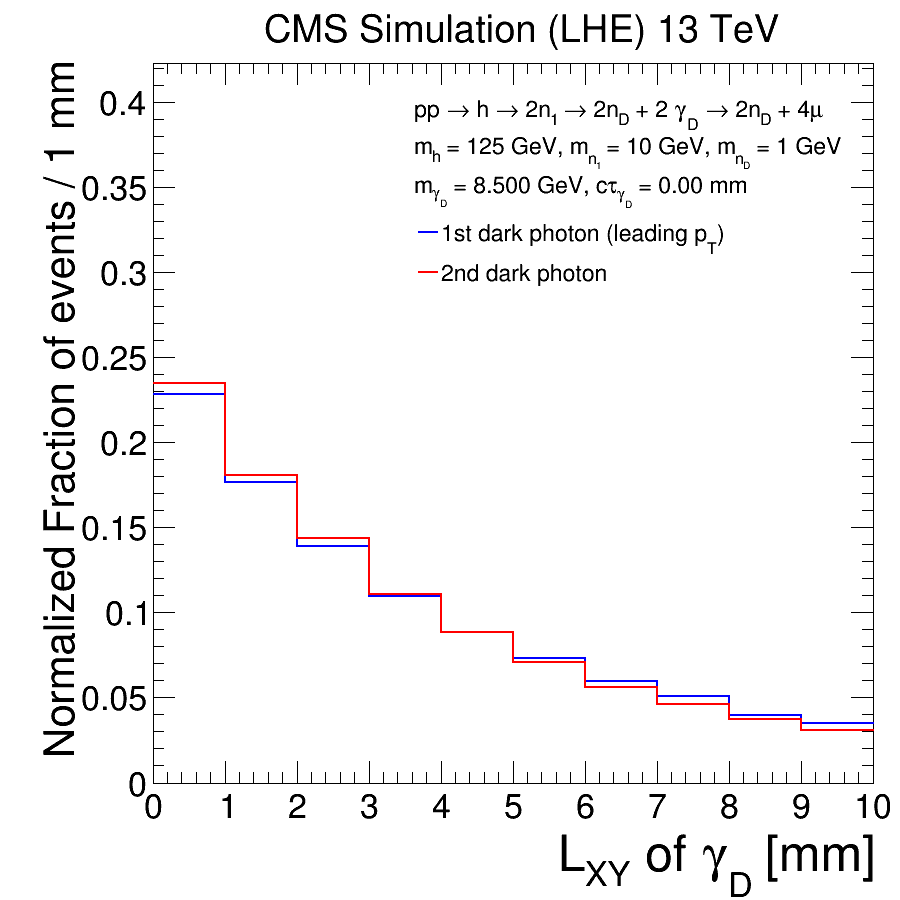 CMS Simulation (LHE) 13 TeV
Normalized Fraction of events / 1 mm
pp → h → 2n1 → 2nD + 2 γD → 2nD + 4μ
mh = 125 GeV, mn1 = 10 GeV, mnD = 1 GeV
mγD = 8.500 GeV, cτγD = 0.00 mm
1st dark photon (leading pT)
2nd dark photon
0.4
0.35
0.3
0.25
0.2
0.15
0.1
0.05
0
0 1 2 3 4 5 6 7 8 9 10
LXY of γD [mm]